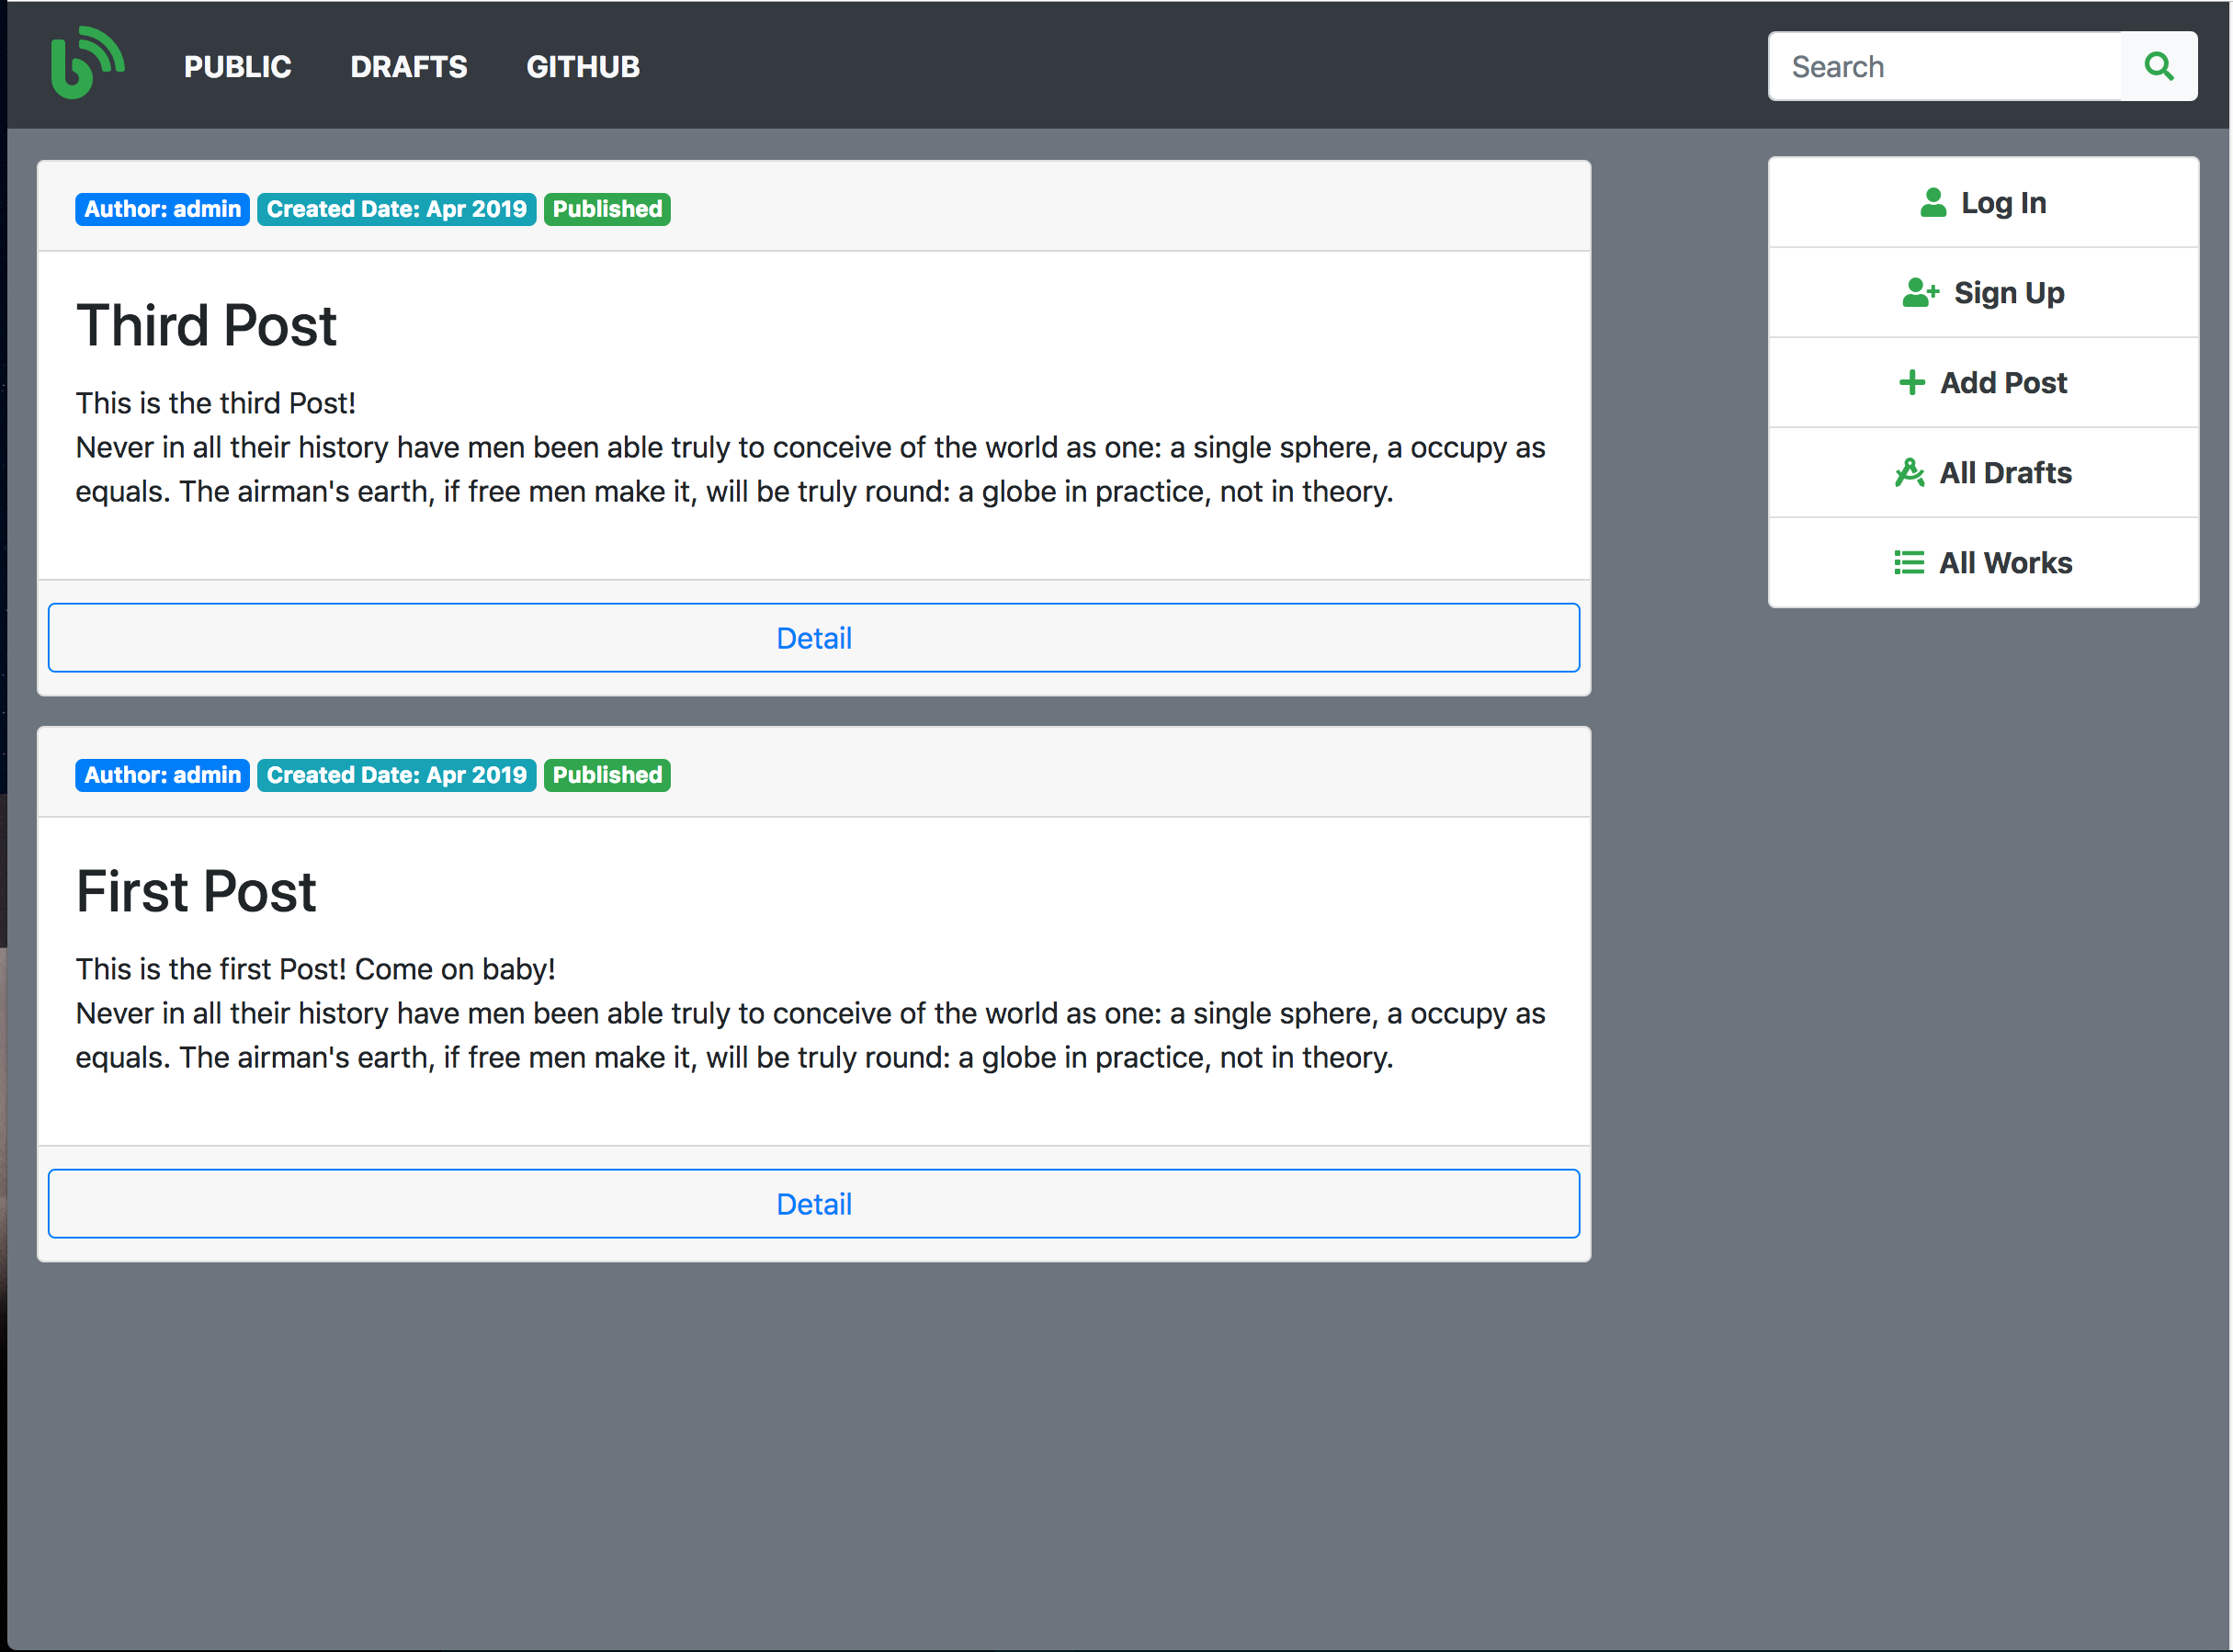 PUBLIC DRAFTS GITHUB Search
Author: admin Created Date: Apr 2019 Published
Third Post
This is the third Post!
Never in all their history have men been able truly to conceive of the world as one: a single sphere, a occupy as
equals. The airman's earth, if free men make it, will be truly round: a globe in practice, not in theory.
Detail
Author: admin Created Date: Apr 2019 Published
First Post
This is the first Post! Come on baby!
Never in all their history have men been able truly to conceive of the world as one: a single sphere, a occupy as
equals. The airman's earth, if free men make it, will be truly round: a globe in practice, not in theory.
Detail
Log In
Sign Up
Add Post
All Drafts
All Works